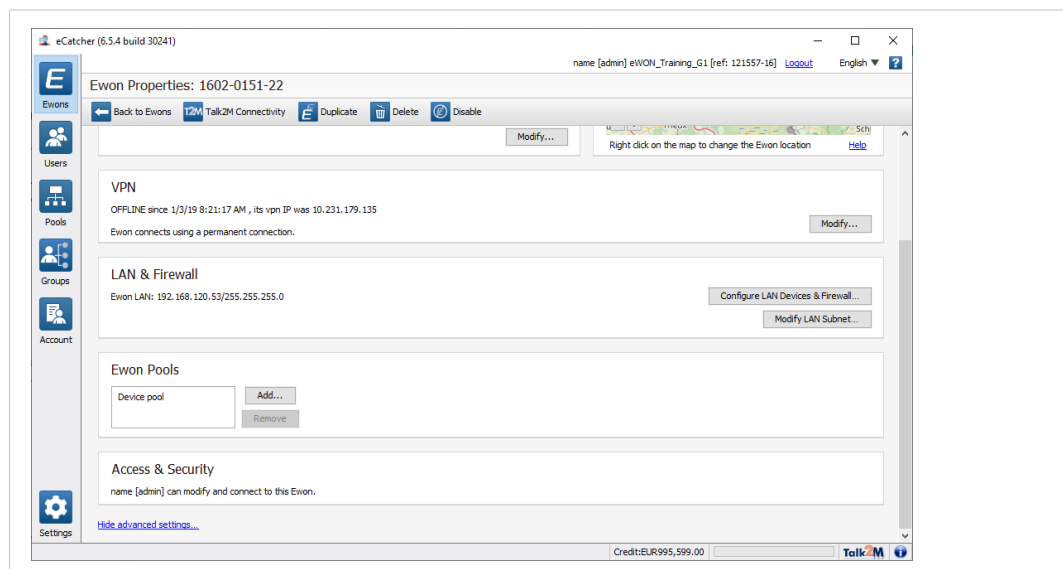 eCatcher (6.5.4 build 30241)
name [admin] eWON_Training_G1 [ref: 121557-16] Logout English ▼ ?
E
Ewons
Ewon Properties: 1602-0151-22
Back to Ewons T2M Talk2M Connectivity Duplicate Delete Disable
Users
Pools
Groups
Account
Settings
Modify...
Right click on the map to change the Ewon location Help
VPN
OFFLINE since 1/3/19 8:21:17 AM , its vpn IP was 10.231.179.135
Ewon connects using a permanent connection.
Modify...
LAN & Firewall
Ewon LAN: 192.168.120.53/255.255.255.0
Configure LAN Devices & Firewall...
Modify LAN Subnet...
Ewon Pools
Device pool
Add...
Remove
Access & Security
name [admin] can modify and connect to this Ewon.
Hide advanced settings...
Credit:EUR995,599.00 Talk2M